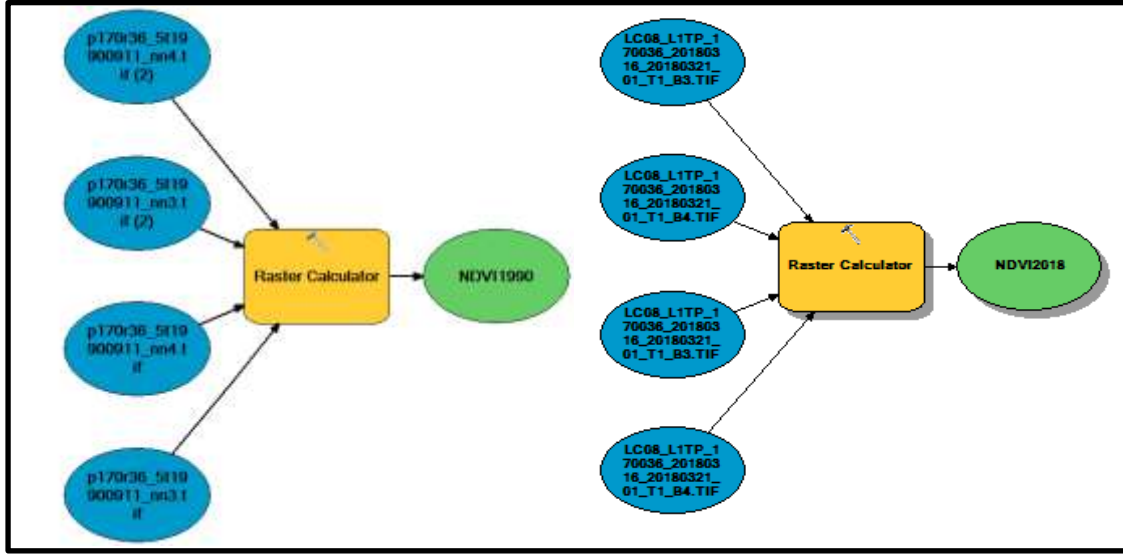 p170r36_5t19
900911_nn4.t
if (2)
p170r36_5t19
900911_nn3.t
if (2)
p170r36_5t19
900911_nn4.t
if
p170r36_5t19
900911_nn3.t
if
Raster Calculator
NDVI1990
LC08_L1TP_1
70036_201803
16_20180321_
01_T1_B3.TIF
LC08_L1TP_1
70036_201803
16_20180321_
01_T1_B4.TIF
LC08_L1TP_1
70036_201803
16_20180321_
01_T1_B3.TIF
LC08_L1TP_1
70036_201803
16_20180321_
01_T1_B4.TIF
Raster Calculator
NDVI2018